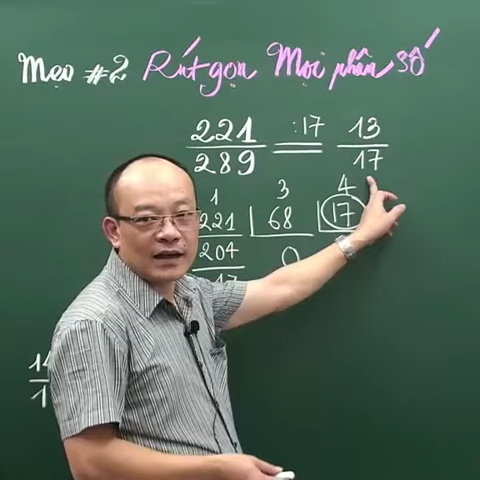 Mẹo #2 Rút gọn Mọi phân số
221 :17 13
289 = 17
1 3 4
221 68 17
204 0
17